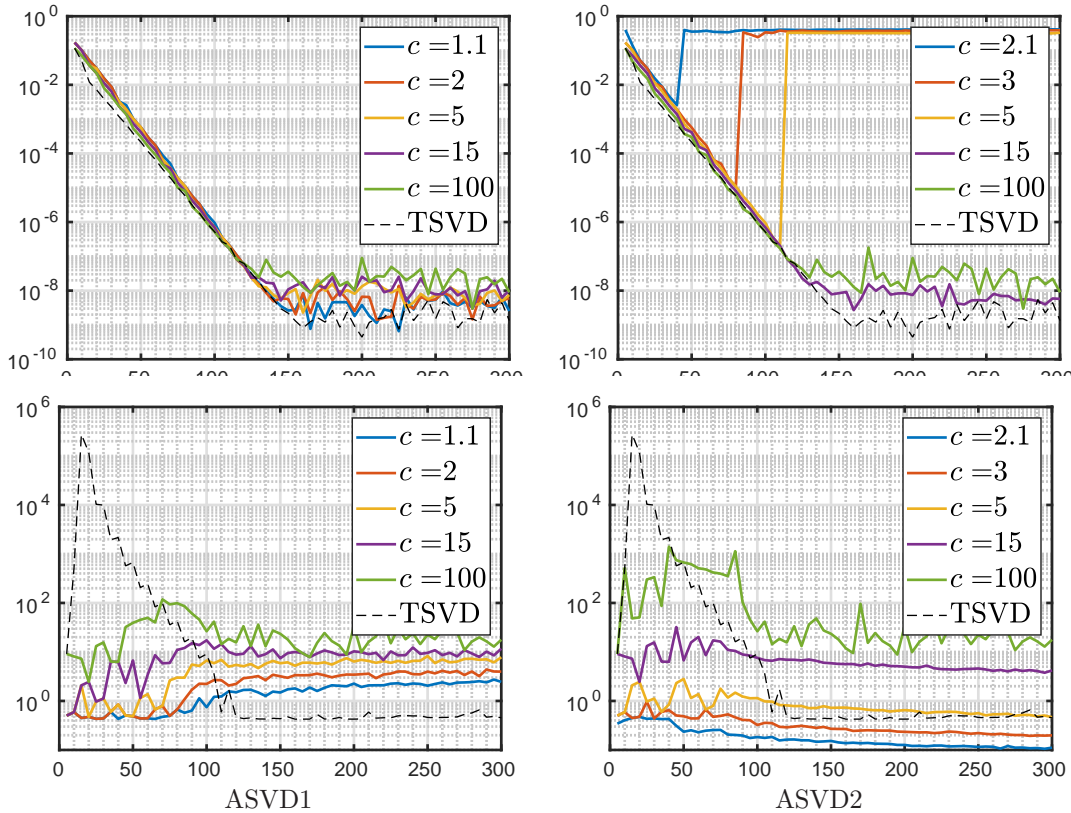 10^0
10^-2
10^-4
10^-6
10^-8
10^-10
0 50 100 150 200 250 300
c =1.1
c =2
c =5
c =15
c =100
TSVD
10^0
10^-2
10^-4
10^-6
10^-8
10^-10
0 50 100 150 200 250 300
c =2.1
c =3
c =5
c =15
c =100
TSVD
10^6
10^4
10^2
10^0
0 50 100 150 200 250 300
c =1.1
c =2
c =5
c =15
c =100
TSVD
ASVD1
10^6
10^4
10^2
10^0
0 50 100 150 200 250 300
c =2.1
c =3
c =5
c =15
c =100
TSVD
ASVD2